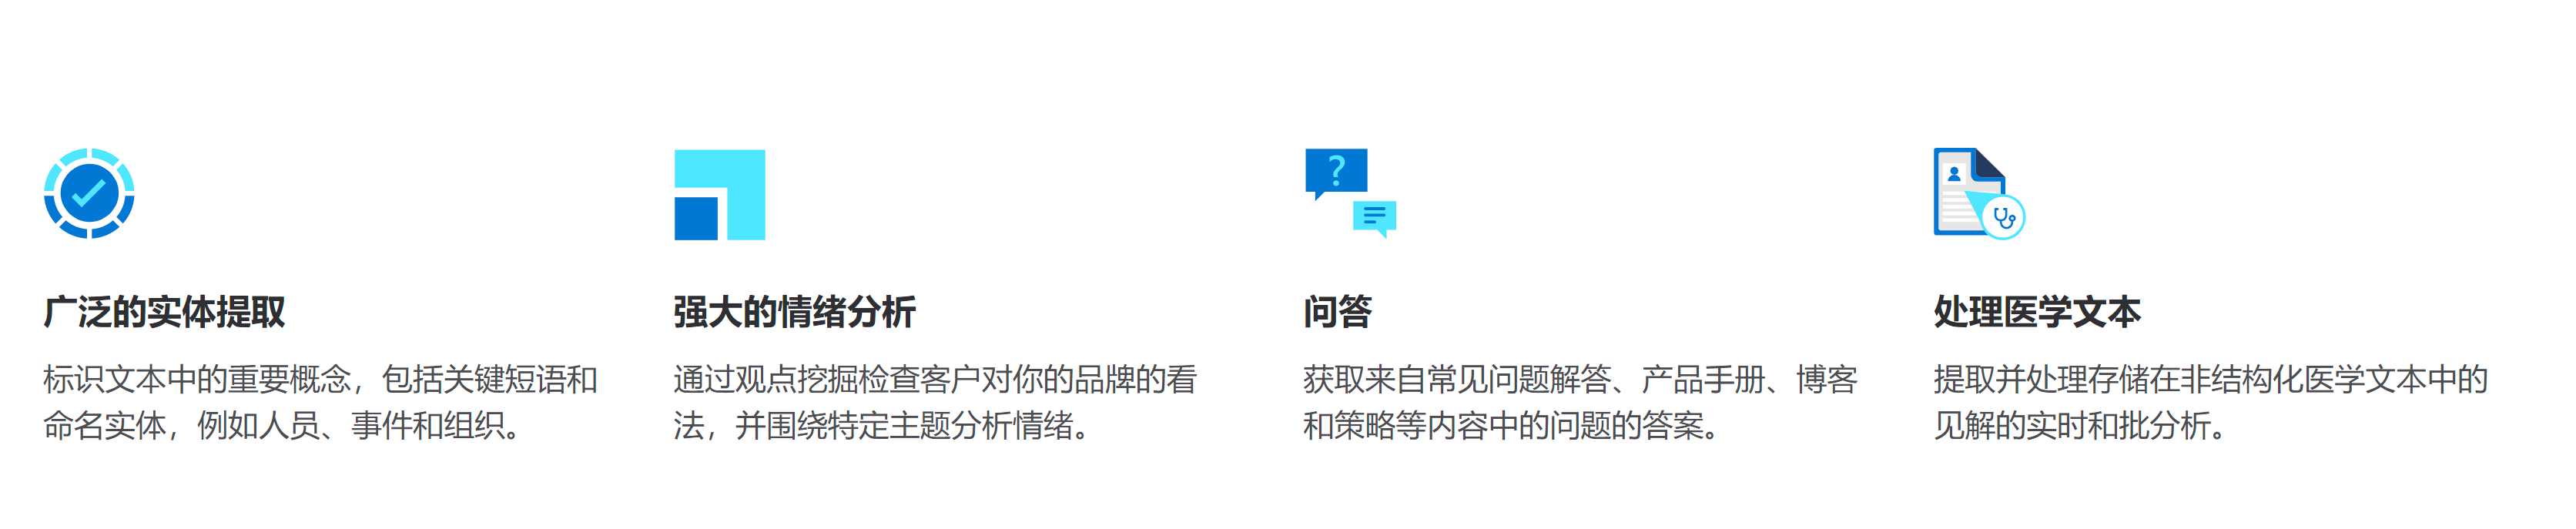 广泛的实体提取
标识文本中的重要概念，包括关键短语和
命名实体，例如人员、事件和组织。
强大的情绪分析
通过观点挖掘检查客户对你的品牌的看
法，并围绕特定主题分析情绪。
?
问答
获取来自常见问题解答、产品手册、博客
和策略等内容中的问题的答案。
处理医学文本
提取并处理存储在非结构化医学文本中的
见解的实时和批分析。